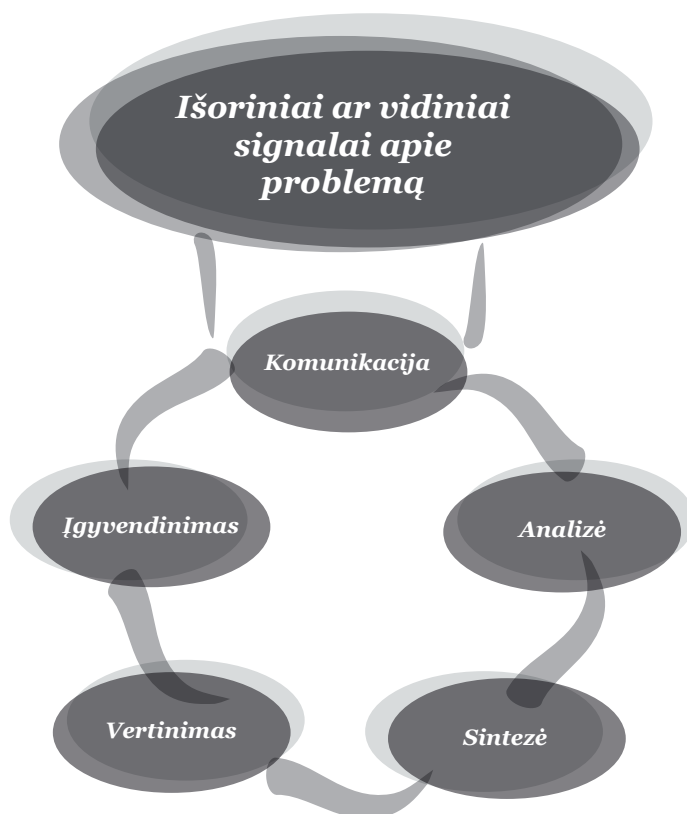 Išoriniai ar vidiniai
signalai apie
problemą
Komunikacija
Įgyvendinimas
Analizė
Vertinimas
Sintezė